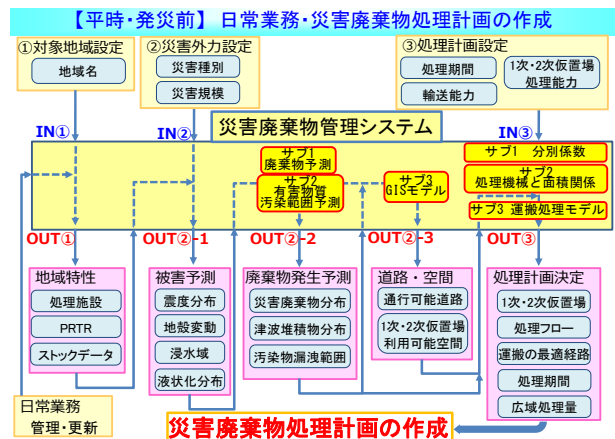 【平時・発災前】 日常業務・災害廃棄物処理計画の作成
①対象地域設定
地域名
②災害外力設定
災害種別
災害規模
③処理計画設定
処理期間
輸送能力
1次・2次仮置場
処理能力
IN①
IN②
IN③
災害廃棄物管理システム
サブ1
廃棄物予測
サブ2
有害物質
汚染範囲予測
サブ3
GISモデル
サブ1 分別係数
サブ2
処理機械と面積関係
サブ3 運搬処理モデル
OUT①
OUT②-1
OUT②-2
OUT②-3
OUT③
地域特性
処理施設
PRTR
ストックデータ
被害予測
震度分布
地殻変動
浸水域
液状化分布
廃棄物発生予測
災害廃棄物分布
津波堆積物分布
汚染物漏洩範囲
道路・空間
通行可能道路
1次・2次仮置場
利用可能空間
処理計画決定
1次・2次仮置場
処理フロー
運搬の最適経路
処理期間
広域処理量
日常業務
管理・更新
災害廃棄物処理計画の作成